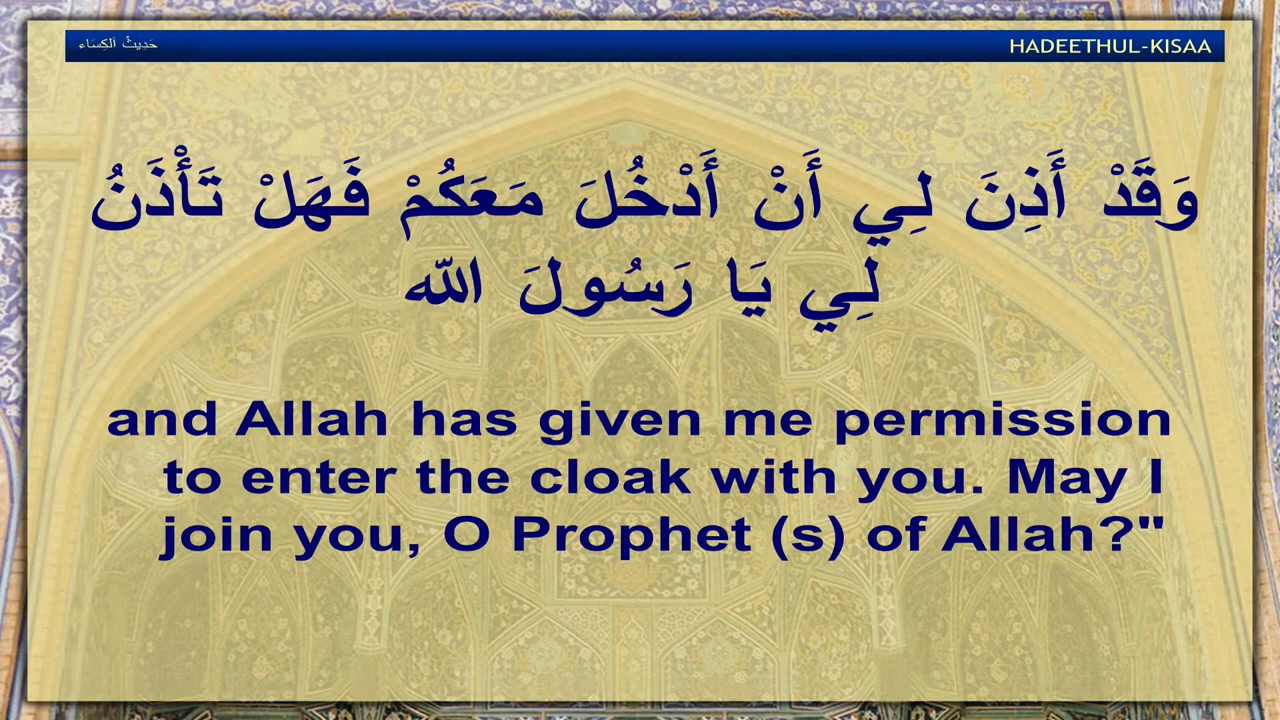 حَدِيثْ اَلكِسَاء
HADEETHUL-KISAA
وَقَدْ أَذِنَ لِي أَنْ أَدْخُلَ مَعَكُمْ فَهَلْ تَأْذَنُ
لِي يَا رَسُولَ اللّه
and Allah has given me permission
to enter the cloak with you. May I
join you, O Prophet (s) of Allah?"